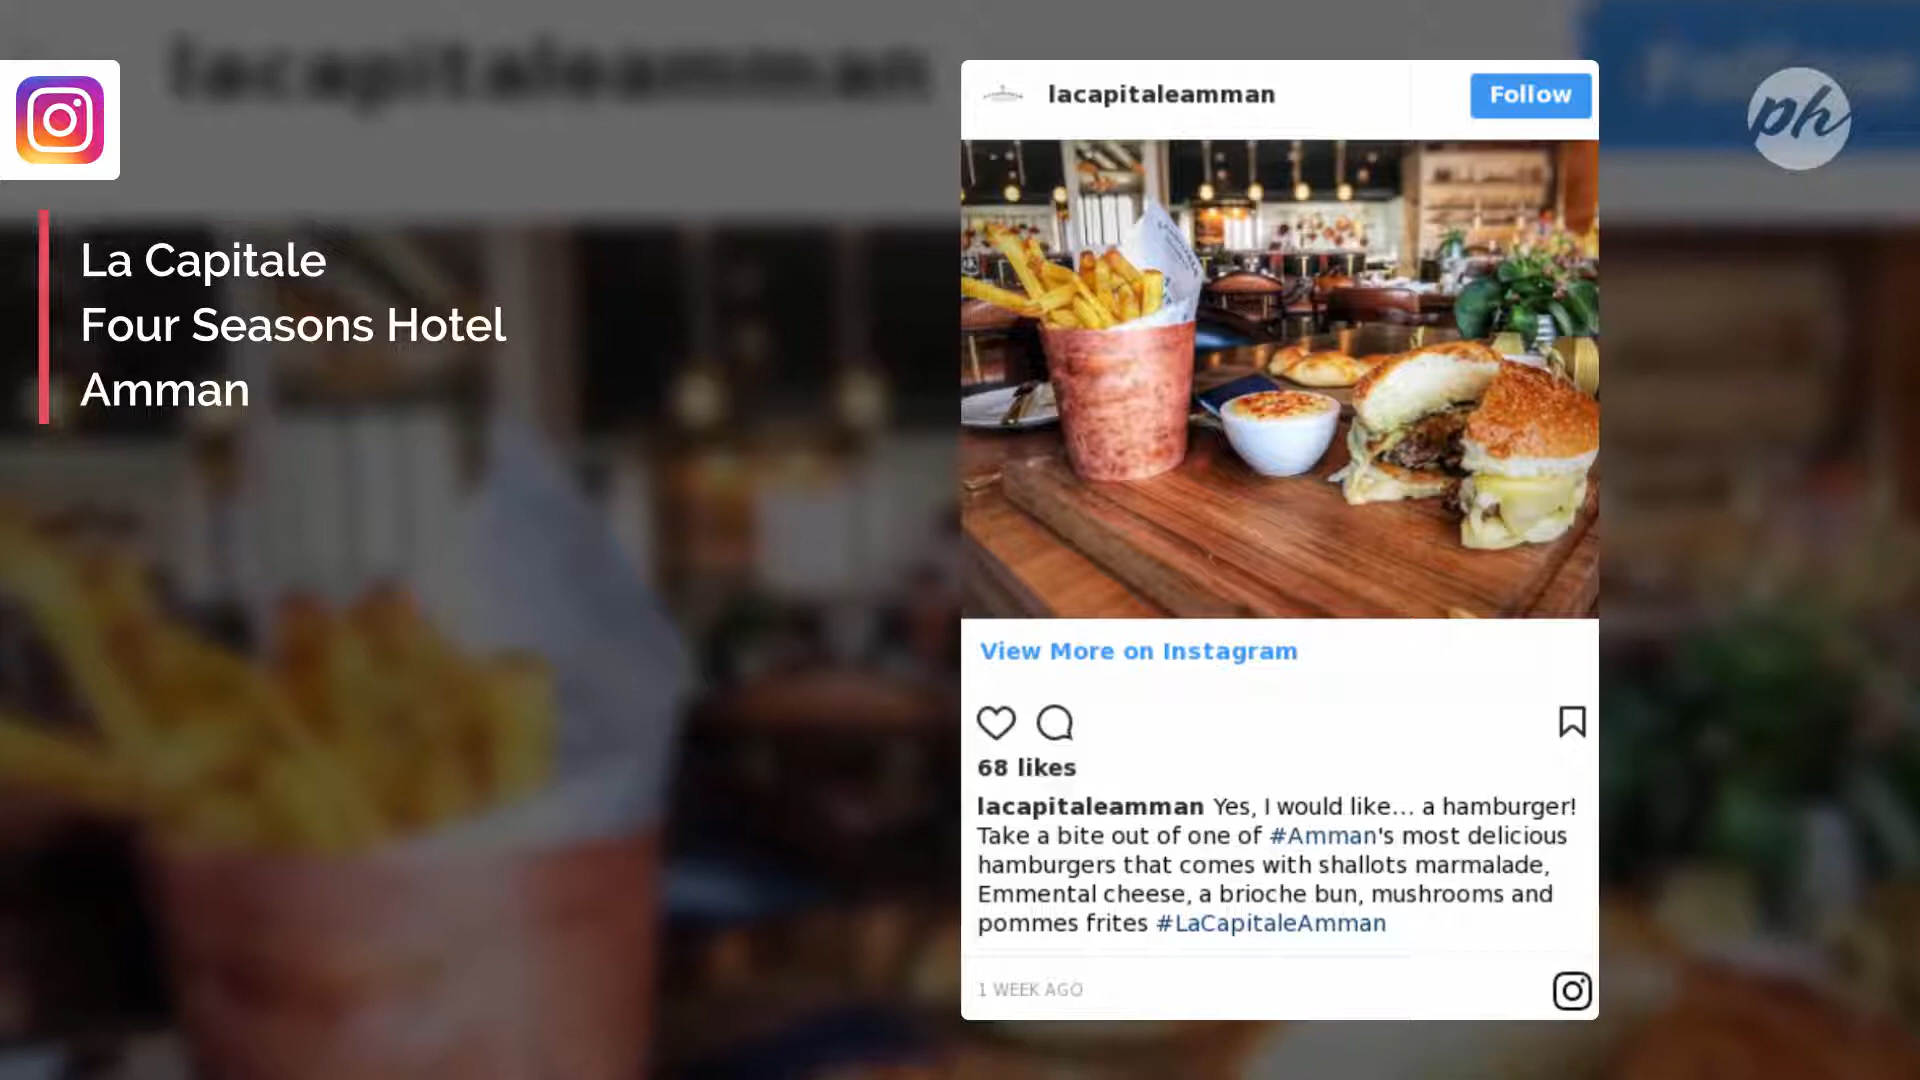 lacapitaleamman
La Capitale
Four Seasons Hotel
Amman
lacapitaleamman
Follow
ph
View More on Instagram
68 likes
lacapitaleamman Yes, I would like... a hamburger!
Take a bite out of one of #Amman's most delicious
hamburgers that comes with shallots marmalade,
Emmental cheese, a brioche bun, mushrooms and
pommes frites #LaCapitaleAmman
1 WEEK AGO